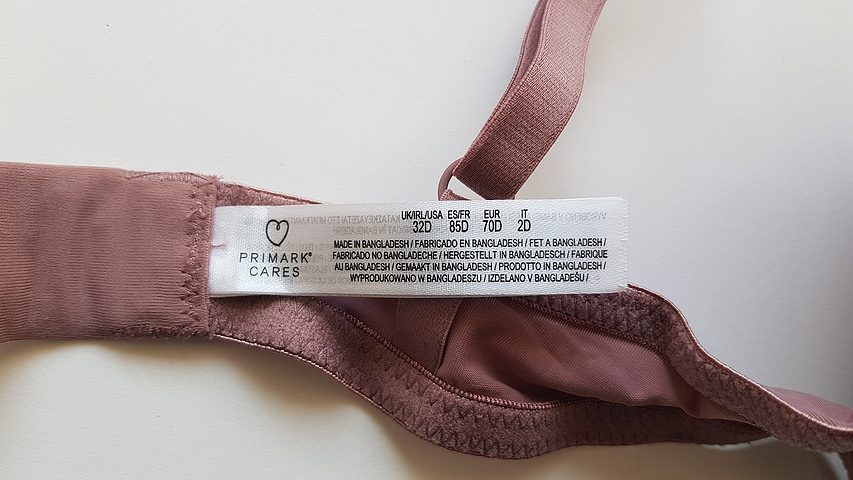 PRIMARK®
CARES
UK/IRL/USA ES/FR EUR IT
32D 85D 70D 2D
MADE IN BANGLADESH / FABRICADO EN BANGLADESH / FET A BANGLADESH /
FABRICADO NO BANGLADECHE / HERGESTELLT IN BANGLADESCH / FABRIQUE
AU BANGLADESH / GEMAAKT IN BANGLADESH / PRODOTTO IN BANGLADESH /
WYPRODUKOWANO W BANGLADESZU / IZDELANO V BANGLADEŠU /